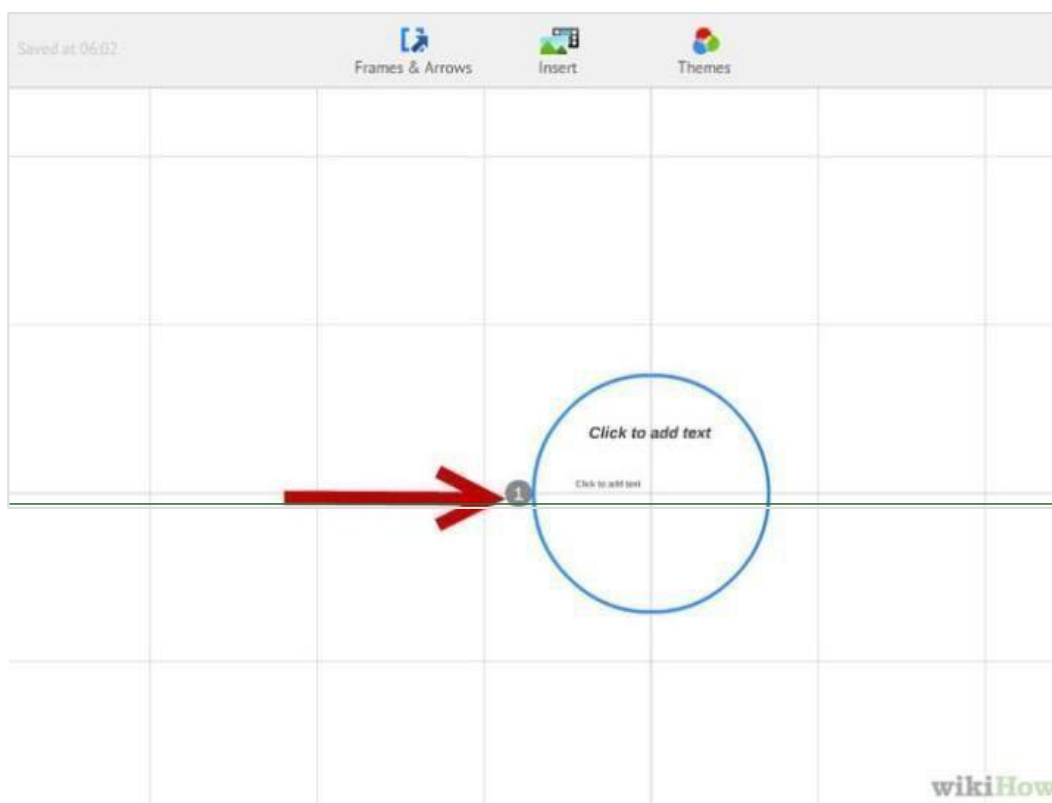 Saved at 06:02
Frames & Arrows
Insert
Themes
Click to add text
Click to add text
1
wikiHow